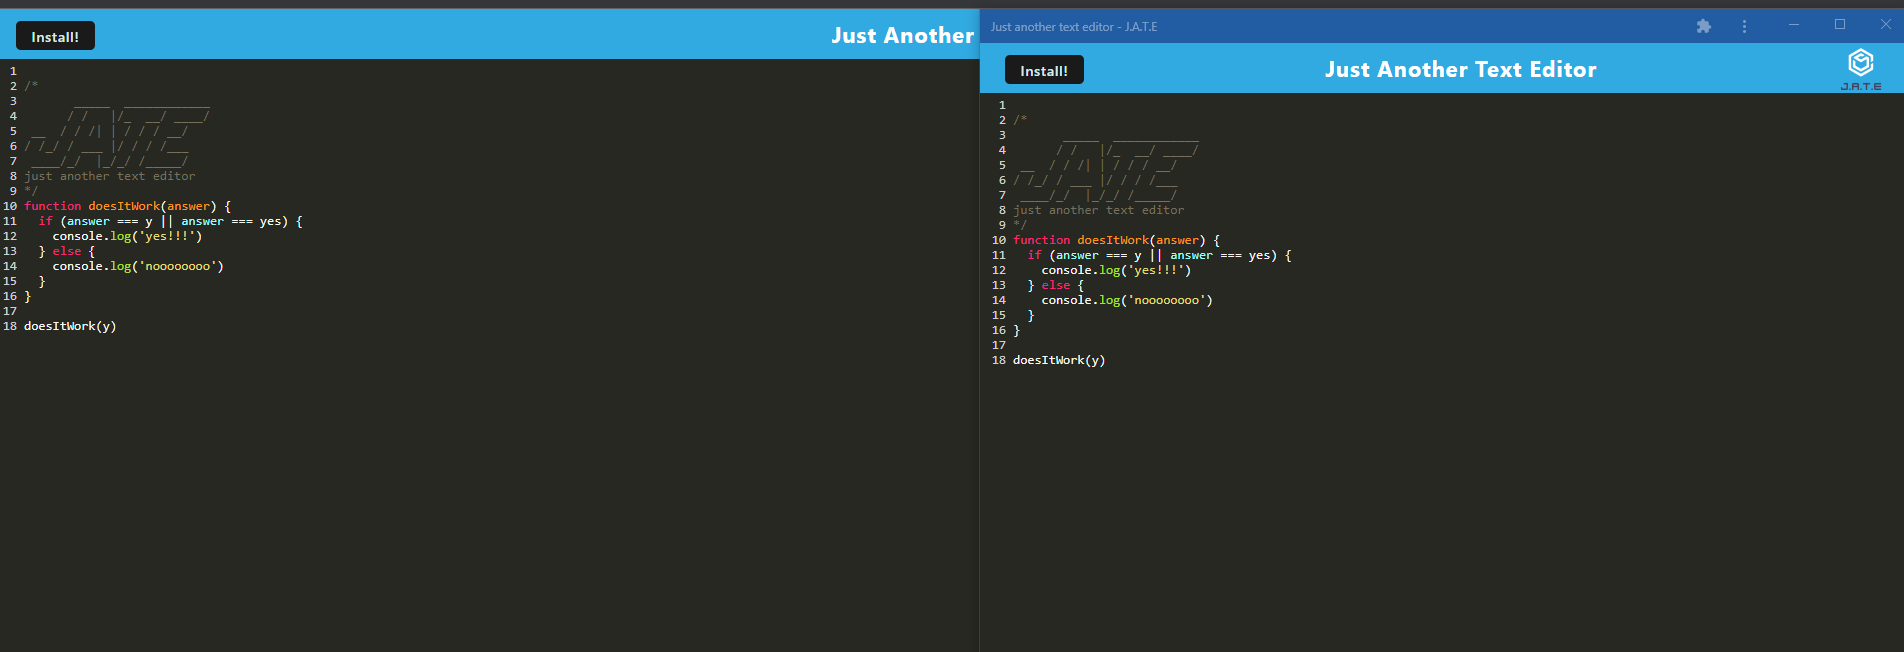 Install!
Just Another
1
2 /*
3        _____  ____________
4       / /   |/_  __/ ____/
5  __  / / /| | / / / __/
6 / /_/ / ___ |/ / / /___
7  ____/_/  |_/_/ /_____/
8 just another text editor
9 */
10 function doesItWork(answer) {
11   if (answer === y || answer === yes) {
12     console.log('yes!!!')
13   } else {
14     console.log('noooooooo')
15   }
16 }
17
18 doesItWork(y)
Just another text editor - J.A.T.E
Install!
Just Another Text Editor
J.A.T.E
1
2 /*
3        _____  ____________
4       / /   |/_  __/ ____/
5  __  / / /| | / / / __/
6 / /_/ / ___ |/ / / /___
7  ____/_/  |_/_/ /_____/
8 just another text editor
9 */
10 function doesItWork(answer) {
11   if (answer === y || answer === yes) {
12     console.log('yes!!!')
13   } else {
14     console.log('noooooooo')
15   }
16 }
17
18 doesItWork(y)